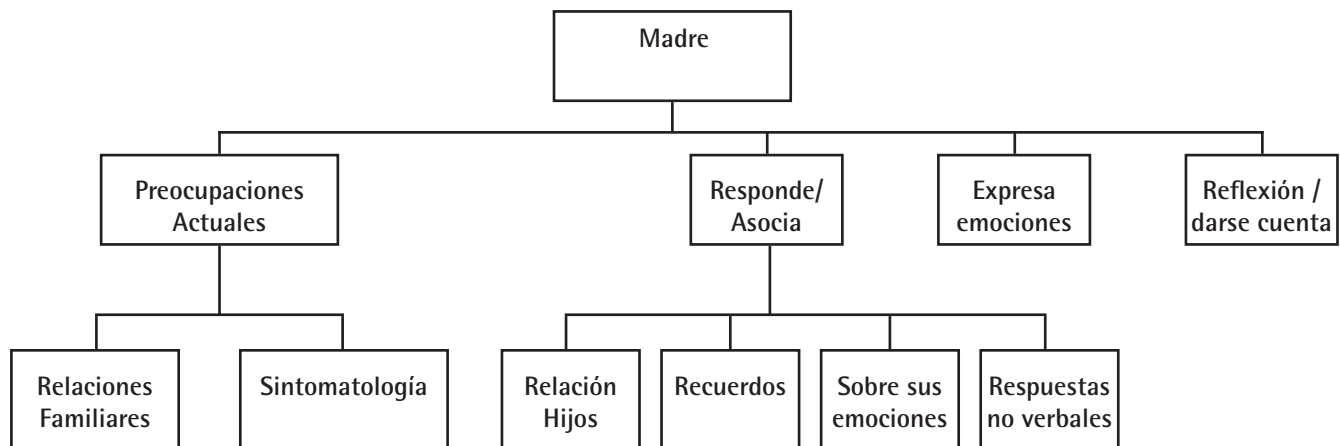 Madre
Preocupaciones
Actuales
Responde/
Asocia
Expresa
emociones
Reflexión /
darse cuenta
Relaciones
Familiares
Sintomatología
Relación
Hijos
Recuerdos
Sobre sus
emociones
Respuestas
no verbales